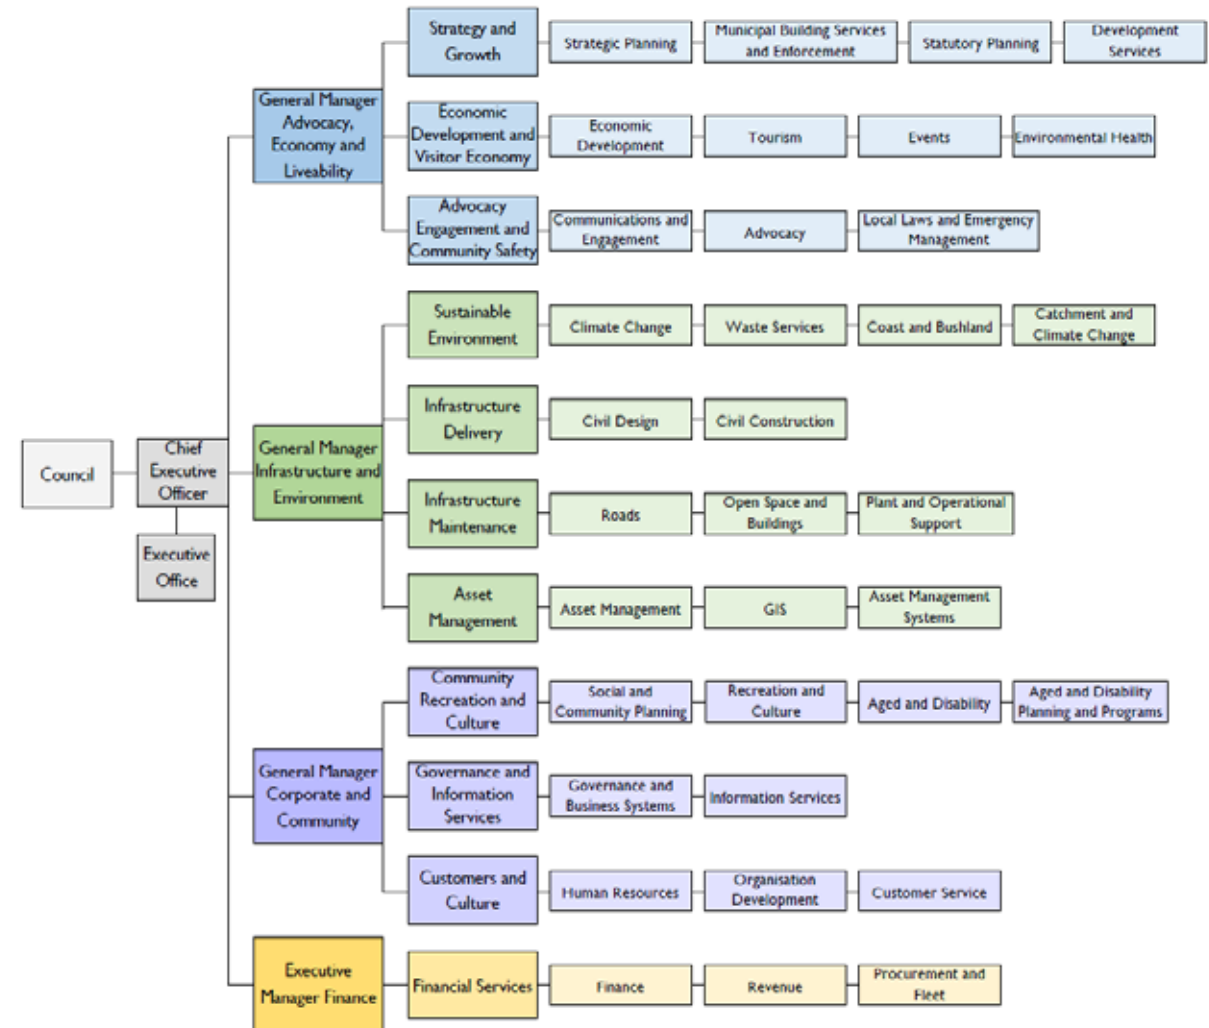 Strategy and
Growth
Strategic Planning
Municipal Building Services
and Enforcement
Statutory Planning
Development
Services
General Manager
Advocacy,
Economy and
Liveability
Economic
Development and
Visitor Economy
Economic
Development
Tourism
Events
Environmental Health
Advocacy
Engagement and
Community Safety
Communications and
Engagement
Advocacy
Local Laws and Emergency
Management
Sustainable
Environment
Climate Change
Waste Services
Coast and Bushland
Catchment and
Climate Change
Infrastructure
Delivery
Civil Design
Civil Construction
Council
Chief
Executive
Officer
General Manager
Infrastructure and
Environment
Infrastructure
Maintenance
Roads
Open Space and
Buildings
Plant and Operational
Support
Executive
Office
Asset
Management
Asset Management
GIS
Asset Management
Systems
Community
Recreation and
Culture
Social and
Community Planning
Recreation and
Culture
Aged and Disability
Aged and Disability
Planning and Programs
General Manager
Corporate and
Community
Governance and
Information
Services
Governance and
Business Systems
Information Services
Customers and
Culture
Human Resources
Organisation
Development
Customer Service
Executive
Manager Finance
Financial Services
Finance
Revenue
Procurement and
Fleet